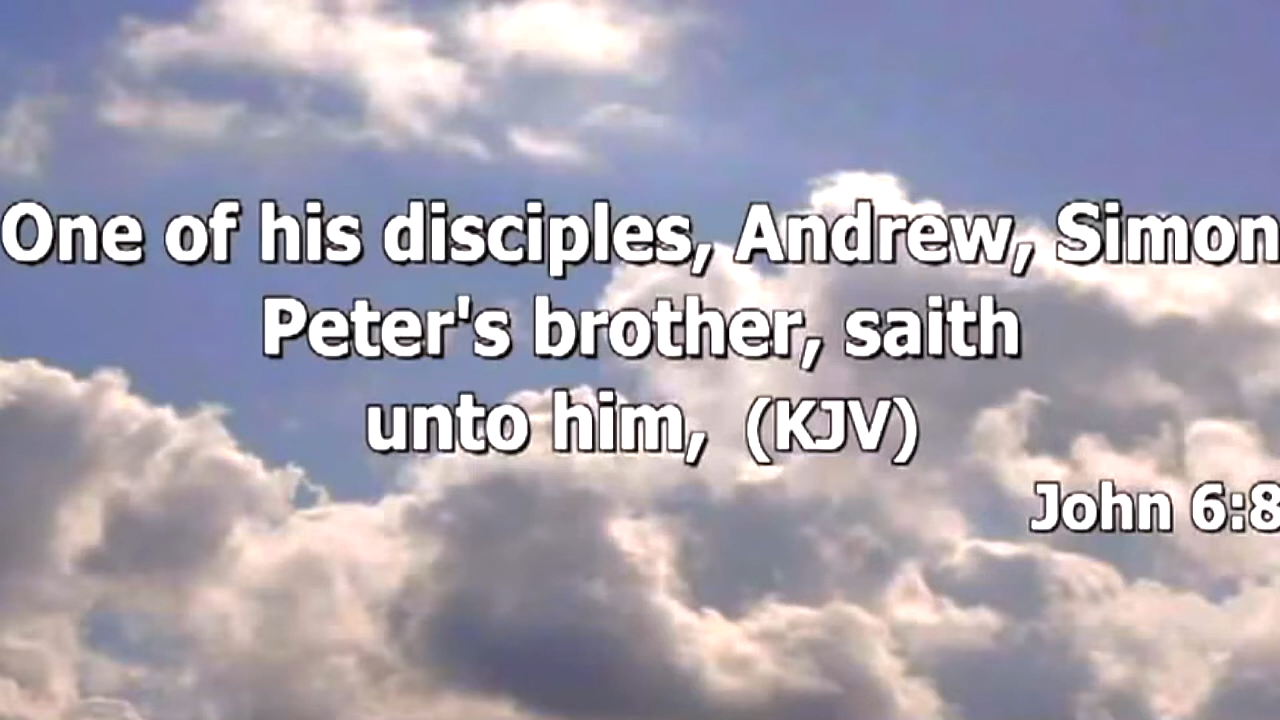 One of his disciples, Andrew, Simon
Peter's brother, saith
unto him, (KJV)
John 6:8